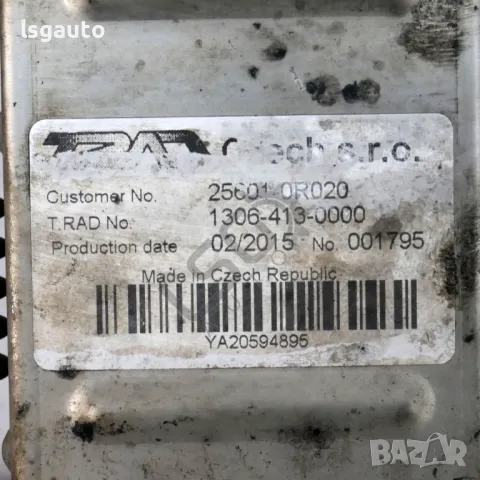 lsgauto
Czech s.r.o.
Customer No. 25601-0R020
T.RAD No. 1306-413-0000
Production date 02/2015 No. 001795
Made in Czech Republic
YA20594895
BAZAR